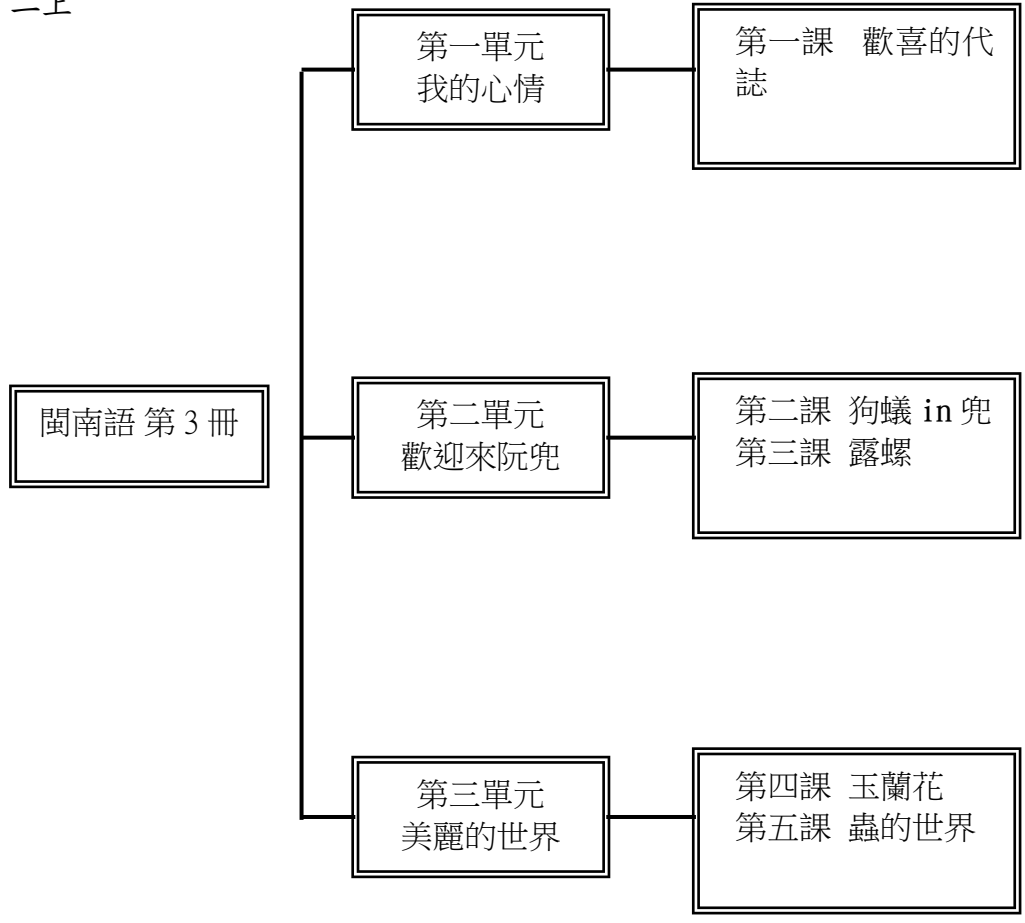 二上
第一單元
我的心情
第一課 歡喜的代
誌
閩南語 第 3 冊
第二單元
歡迎來阮兜
第二課 狗蟻 in 兜
第三課 露螺
第三單元
美麗的世界
第四課 玉蘭花
第五課 蟲的世界